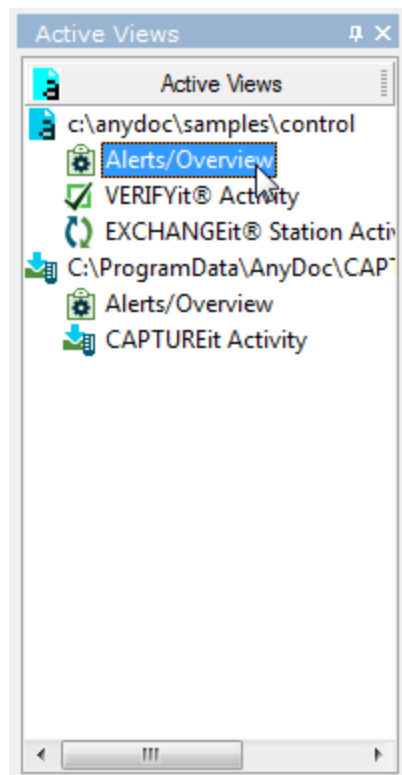 Active Views
Active Views
c:\anydoc\samples\control
Alerts/Overview
VERIFYit® Activity
EXCHANGEit® Station Activ
C:\ProgramData\AnyDoc\CAPT
Alerts/Overview
CAPTUREit Activity